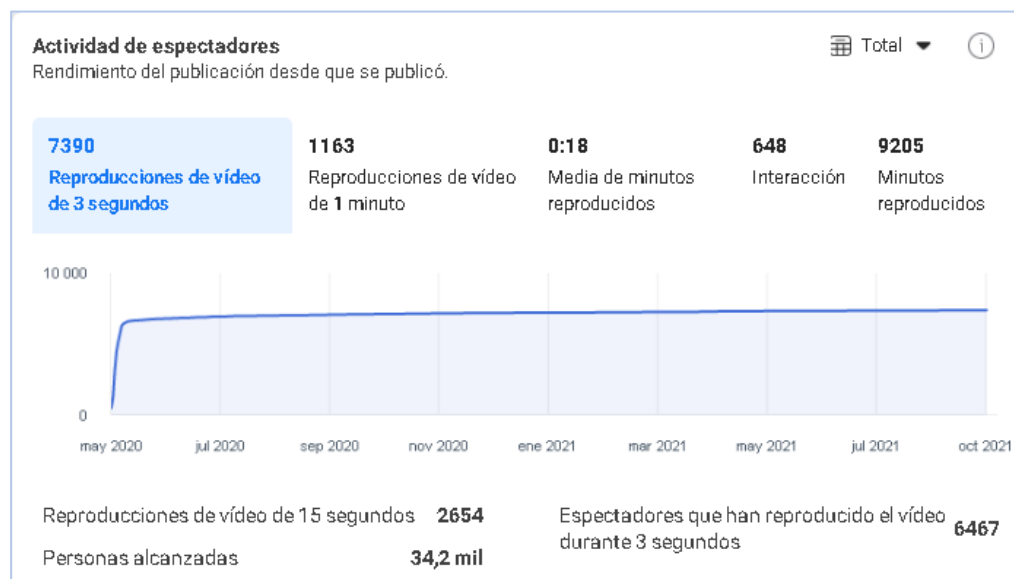 Actividad de espectadores
Total
Rendimiento del publicación desde que se publicó.
7390
Reproducciones de vídeo
de 3 segundos
1163
Reproducciones de vídeo
de 1 minuto
0:18
Media de minutos
reproducidos
648
Interacción
9205
Minutos
reproducidos
10 000
0
may 2020
jul 2020
sep 2020
nov 2020
ene 2021
mar 2021
may 2021
jul 2021
oct 2021
Reproducciones de vídeo de 15 segundos 2654
Personas alcanzadas 34,2 mil
Espectadores que han reproducido el vídeo
durante 3 segundos
6467